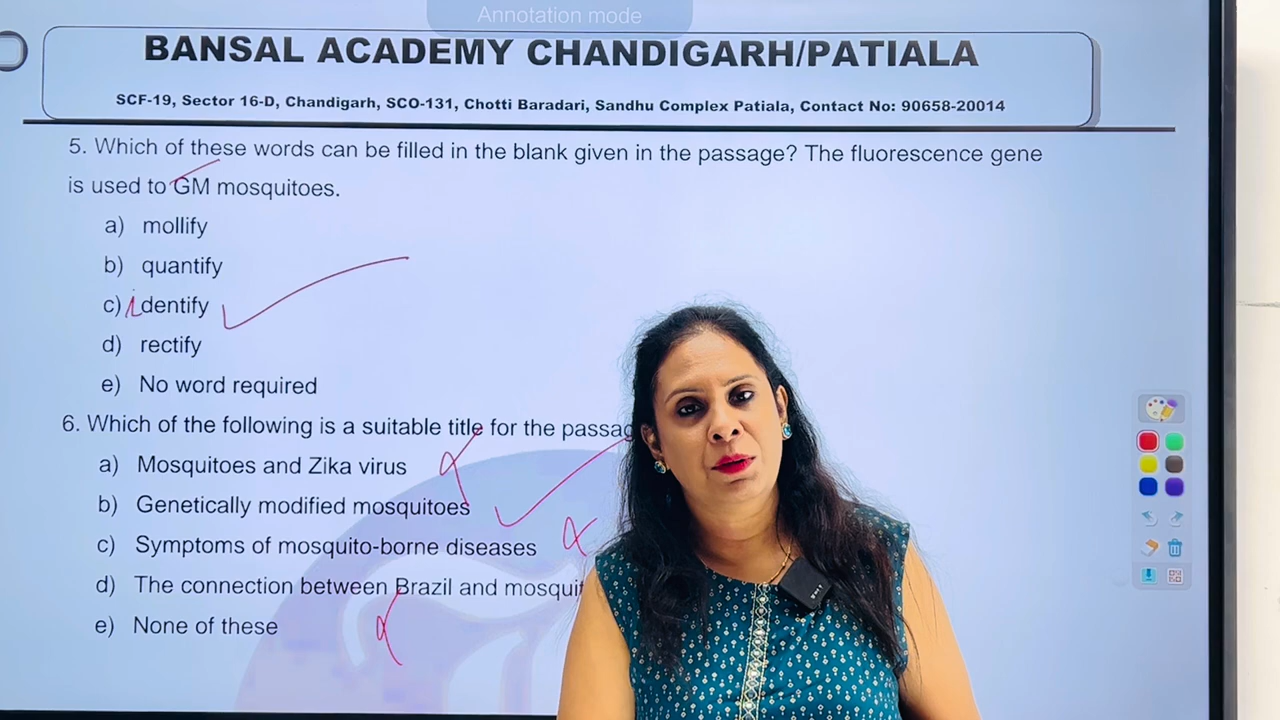 Annotation mode
BANSAL ACADEMY CHANDIGARH/PATIALA
SCF-19, Sector 16-D, Chandigarh, SCO-131, Chotti Baradari, Sandhu Complex Patiala, Contact No: 90658-20014
5. Which of these words can be filled in the blank given in the passage? The fluorescence gene
is used to GM mosquitoes.
a) mollify
b) quantify
c) identify
d) rectify
e) No word required
6. Which of the following is a suitable title for the
a) Mosquitoes and Zika virus
b) Genetically modified mosquitoes
c) Symptoms of mosquito-borne diseases
d) The connection between Brazil and
e) None of these